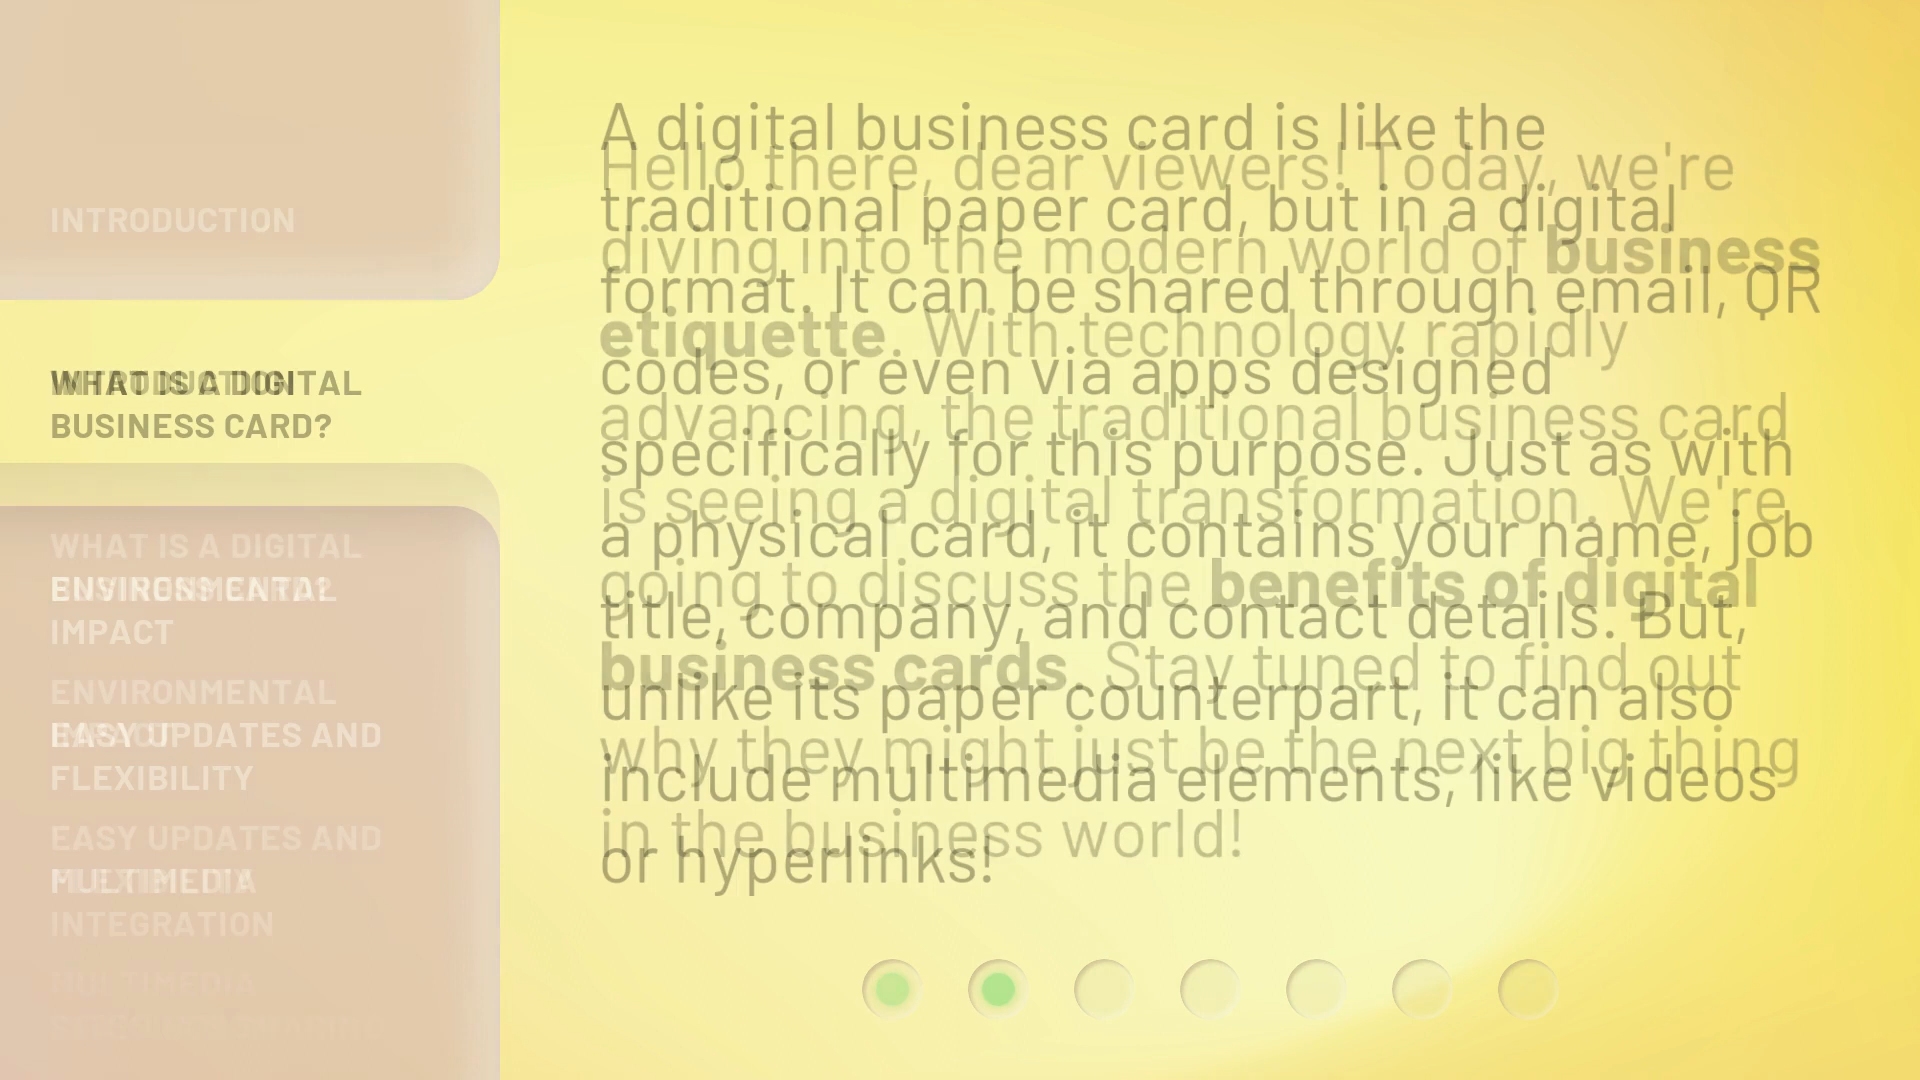 INTRODUCTION
WHAT IS A DIGITAL
BUSINESS CARD?
INTRODUCTION
WHAT IS A DIGITAL
BUSINESS CARD?
ENVIRONMENTAL
IMPACT
ENVIRONMENTAL
IMPACT
EASY UPDATES AND
FLEXIBILITY
EASY UPDATES AND
FLEXIBILITY
MULTIMEDIA
INTEGRATION
MULTIMEDIA
A digital business card is like the
traditional paper card, but in a digital
format. It can be shared through email, QR
codes, or even via apps designed
specifically for this purpose. Just as with
a physical card, it contains your name, job
title, company, and contact details. But,
unlike its paper counterpart, it can also
include multimedia elements, like videos
or hyperlinks!
Hello there, dear viewers! Today, we're
diving into the modern world of business
etiquette. With technology rapidly
advancing, the traditional business card
is seeing a digital transformation. We're
going to discuss the benefits of digital
business cards. Stay tuned to find out
why they might just be the next big thing
in the business world!